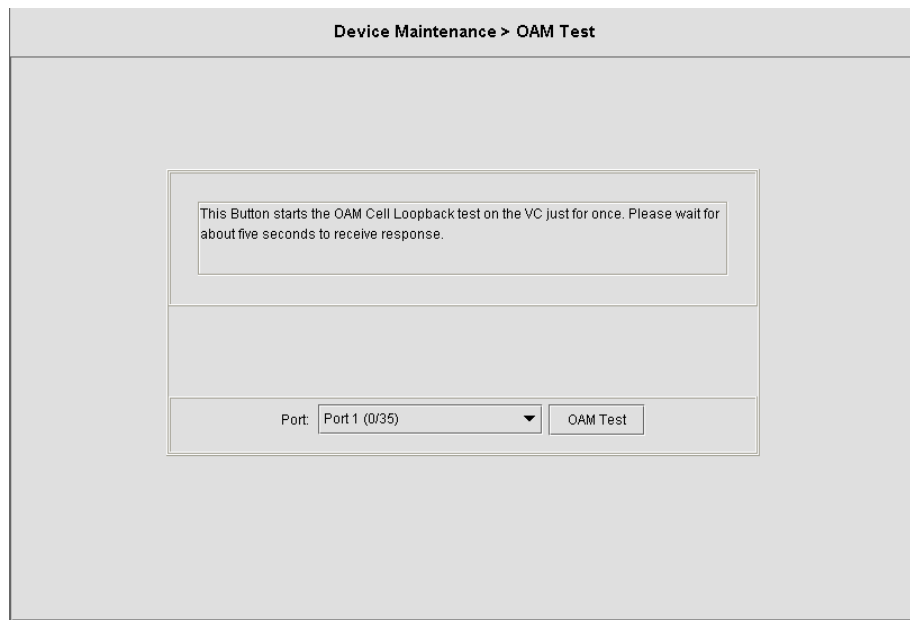 Device Maintenance > OAM Test
This Button starts the OAM Cell Loopback test on the VC just for once. Please wait for
about five seconds to receive response.
Port: Port 1 (0/35) OAM Test